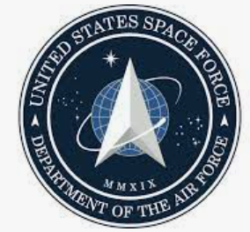 UNITED STATES SPACE FORCE
MMXIX
DEPARTMENT OF THE AIR FORCE